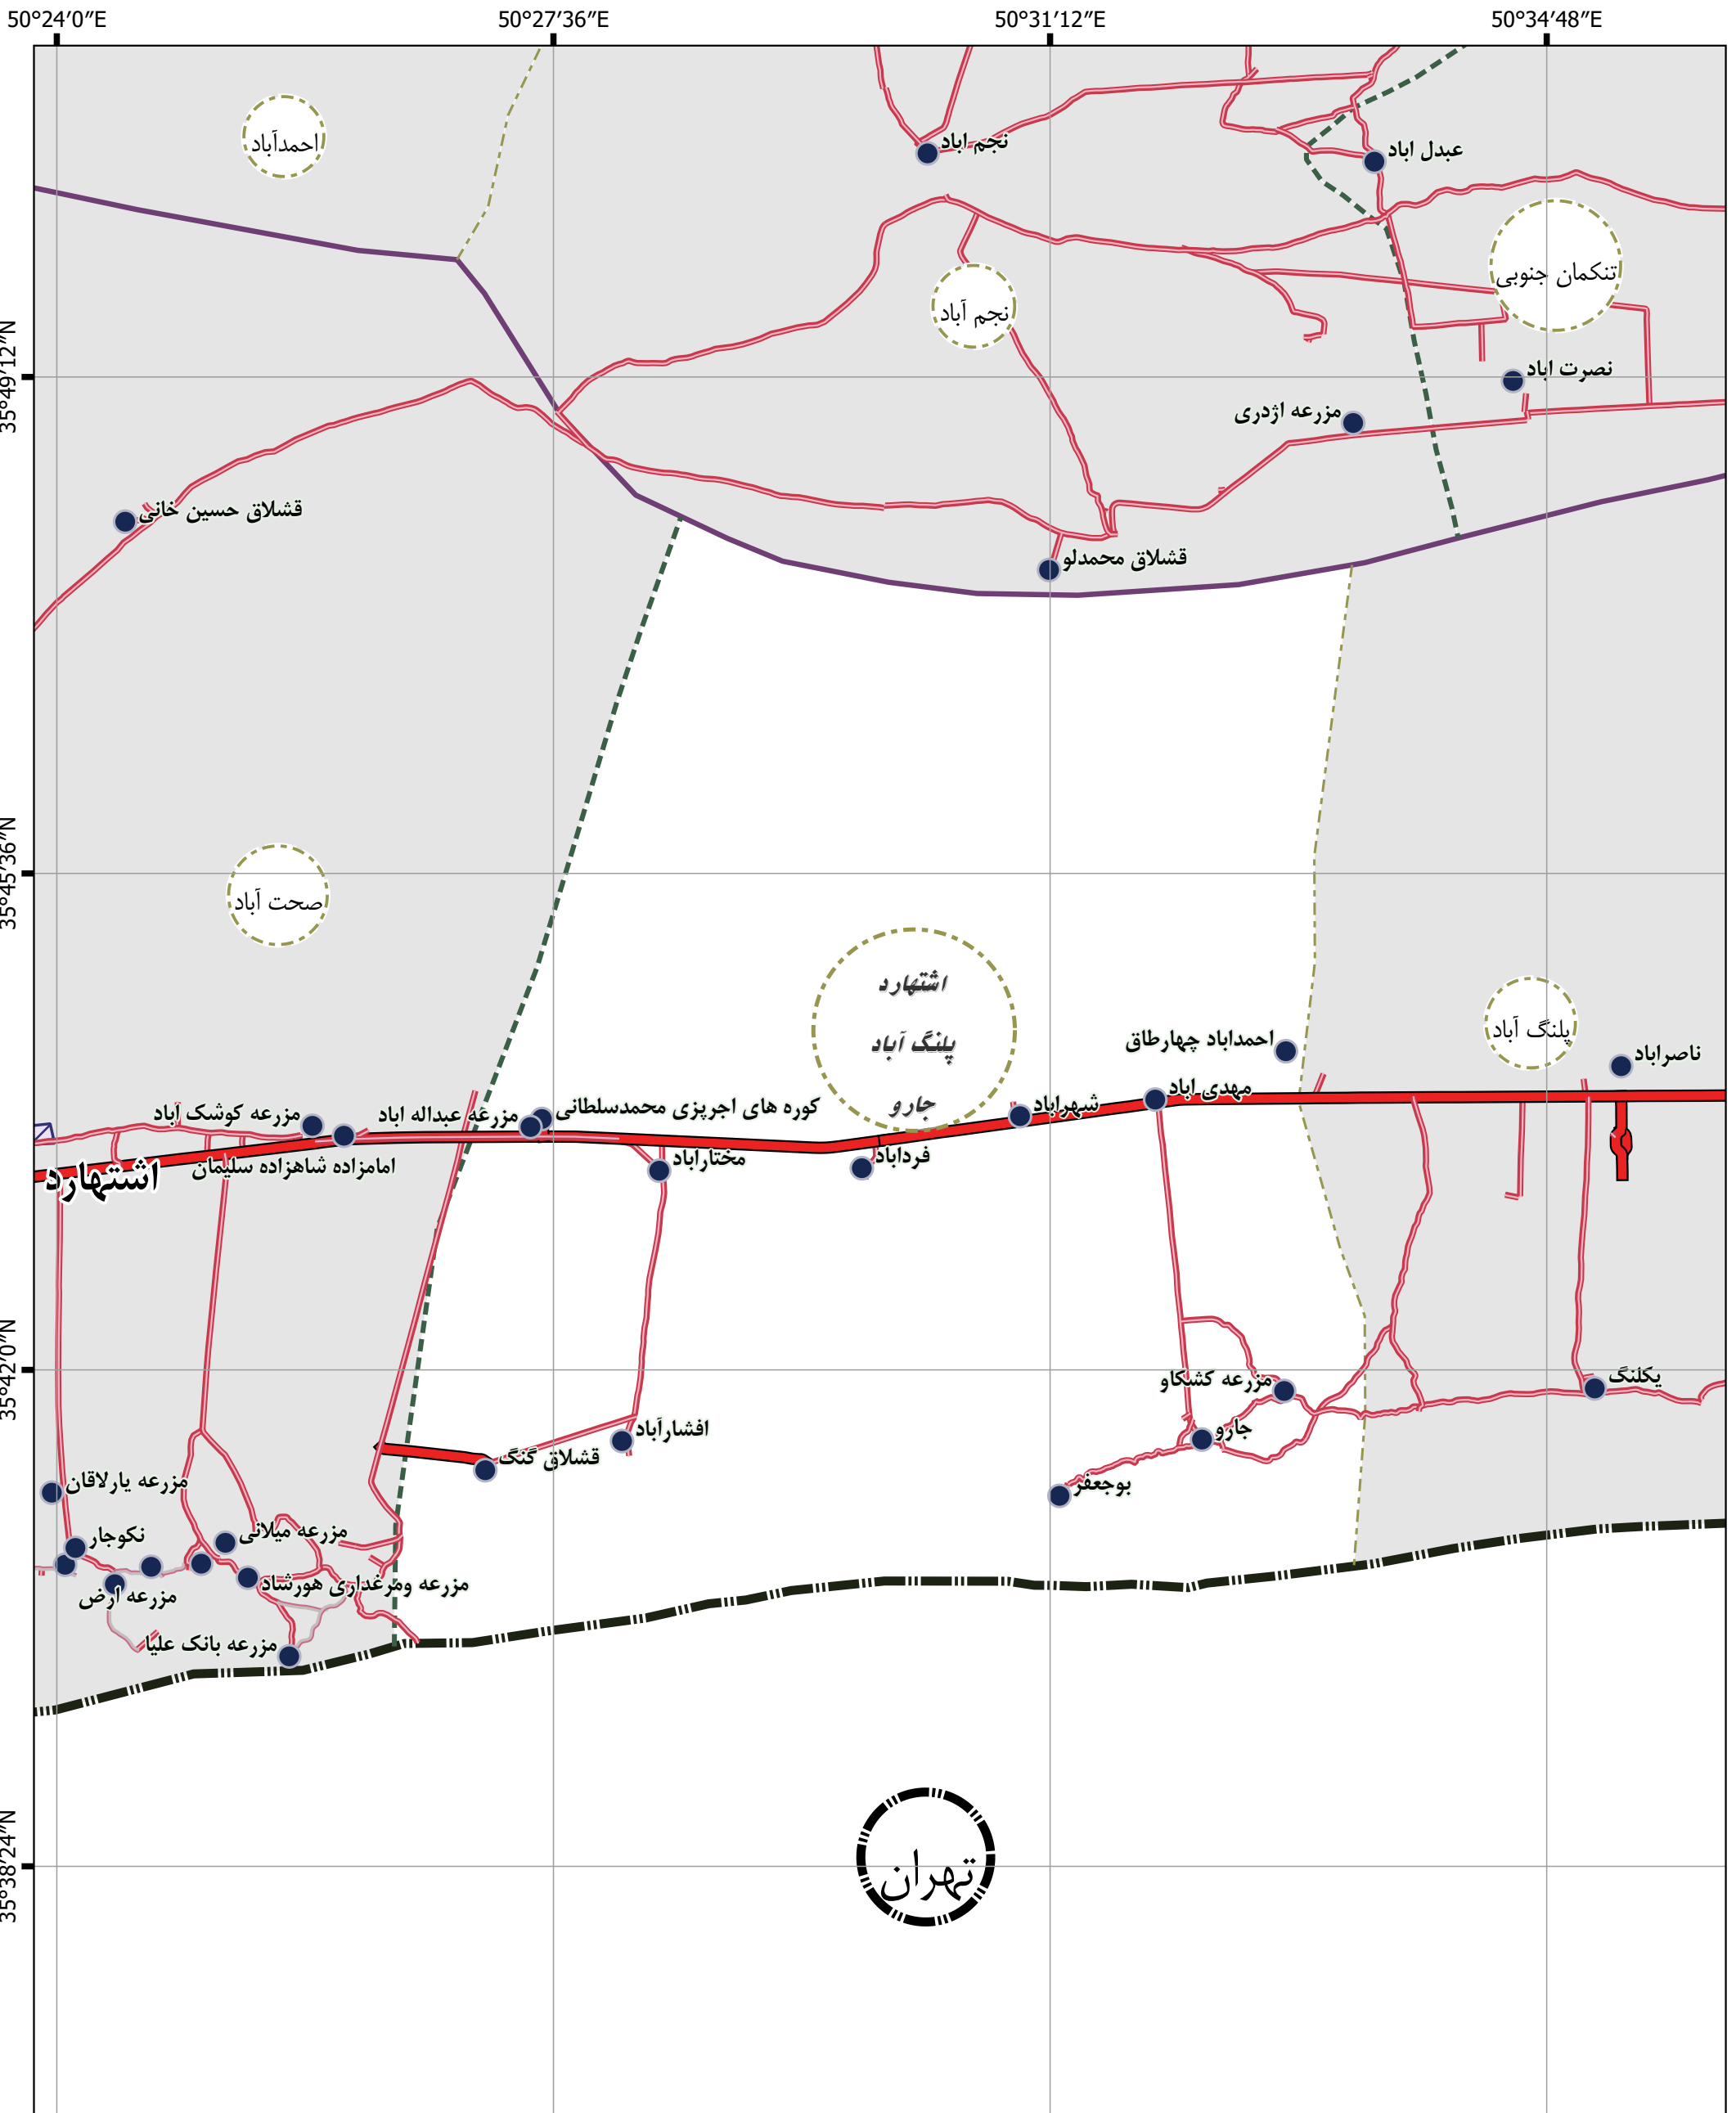 50°24′0″E
50°27′36″E
50°31′12″E
50°34′48″E
احمدآباد
نجم اباد
عبدل اباد
تنکمان جنوبی
نجم آباد
35°49′12″N
نصرت اباد
مزرعه اژدری
قشلاق حسین خانی
قشلاق محمدلو
35°45′36″N
صحت آباد
اشتهارد
پلنگ آباد
جارو
پلنگ آباد
احمداباد چهارطاق
ناصراباد
مهدی اباد
شهراباد
کوره های اجرپزی محمدسلطانی
مزرعه عبداله اباد
مزرعه کوشک آباد
فرداباد
مختاراباد
امامزاده شاهزاده سلیمان
اشتهارد
35°42′0″N
یکلنگ
مزرعه کشکاو
جارو
افشارآباد
قشلاق گنگ
بوجعفر
مزرعه یارلاقان
نکوجار
مزرعه میلانی
مزرعه ومرغداری هورشاد
مزرعه ارض
مزرعه بانک علیا
35°38′24″N
تهران